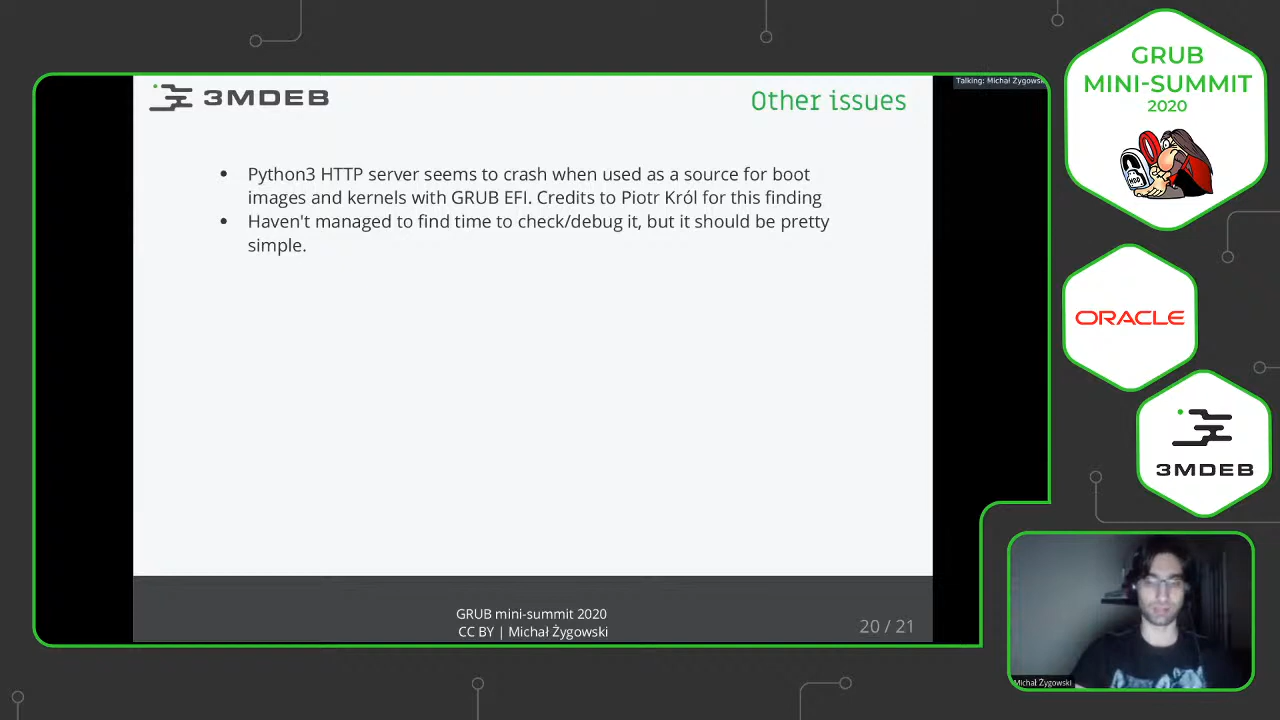 3MDEB
Other issues
Talking: Michał Żygowski
Python3 HTTP server seems to crash when used as a source for boot
images and kernels with GRUB EFI. Credits to Piotr Król for this finding
Haven't managed to find time to check/debug it, but it should be pretty
simple.
GRUB mini-summit 2020
CC BY | Michał Żygowski
20 / 21
GRUB
MINI-SUMMIT
2020
ORACLE
3MDEB
Michał Żygowski